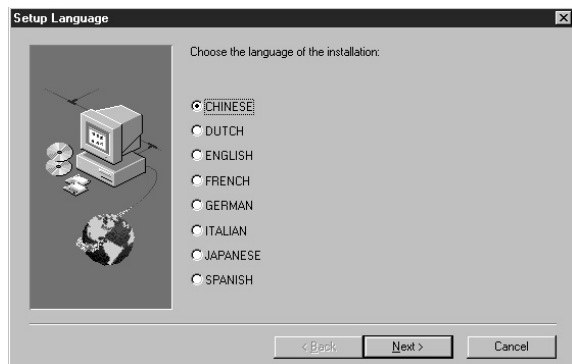 Setup Language
Choose the language of the installation:
CHINESE
DUTCH
ENGLISH
FRENCH
GERMAN
ITALIAN
JAPANESE
SPANISH
< Back Next > Cancel